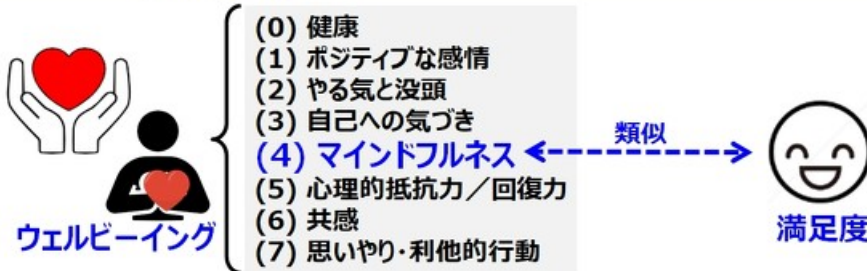 (0) 健康
(1) ポジティブな感情
(2) やる気と没頭
(3) 自己への気づき
(4) マインドフルネス
(5) 心理的抵抗力／回復力
(6) 共感
(7) 思いやり・利他的行動
ウェルビーイング
類似
満足度